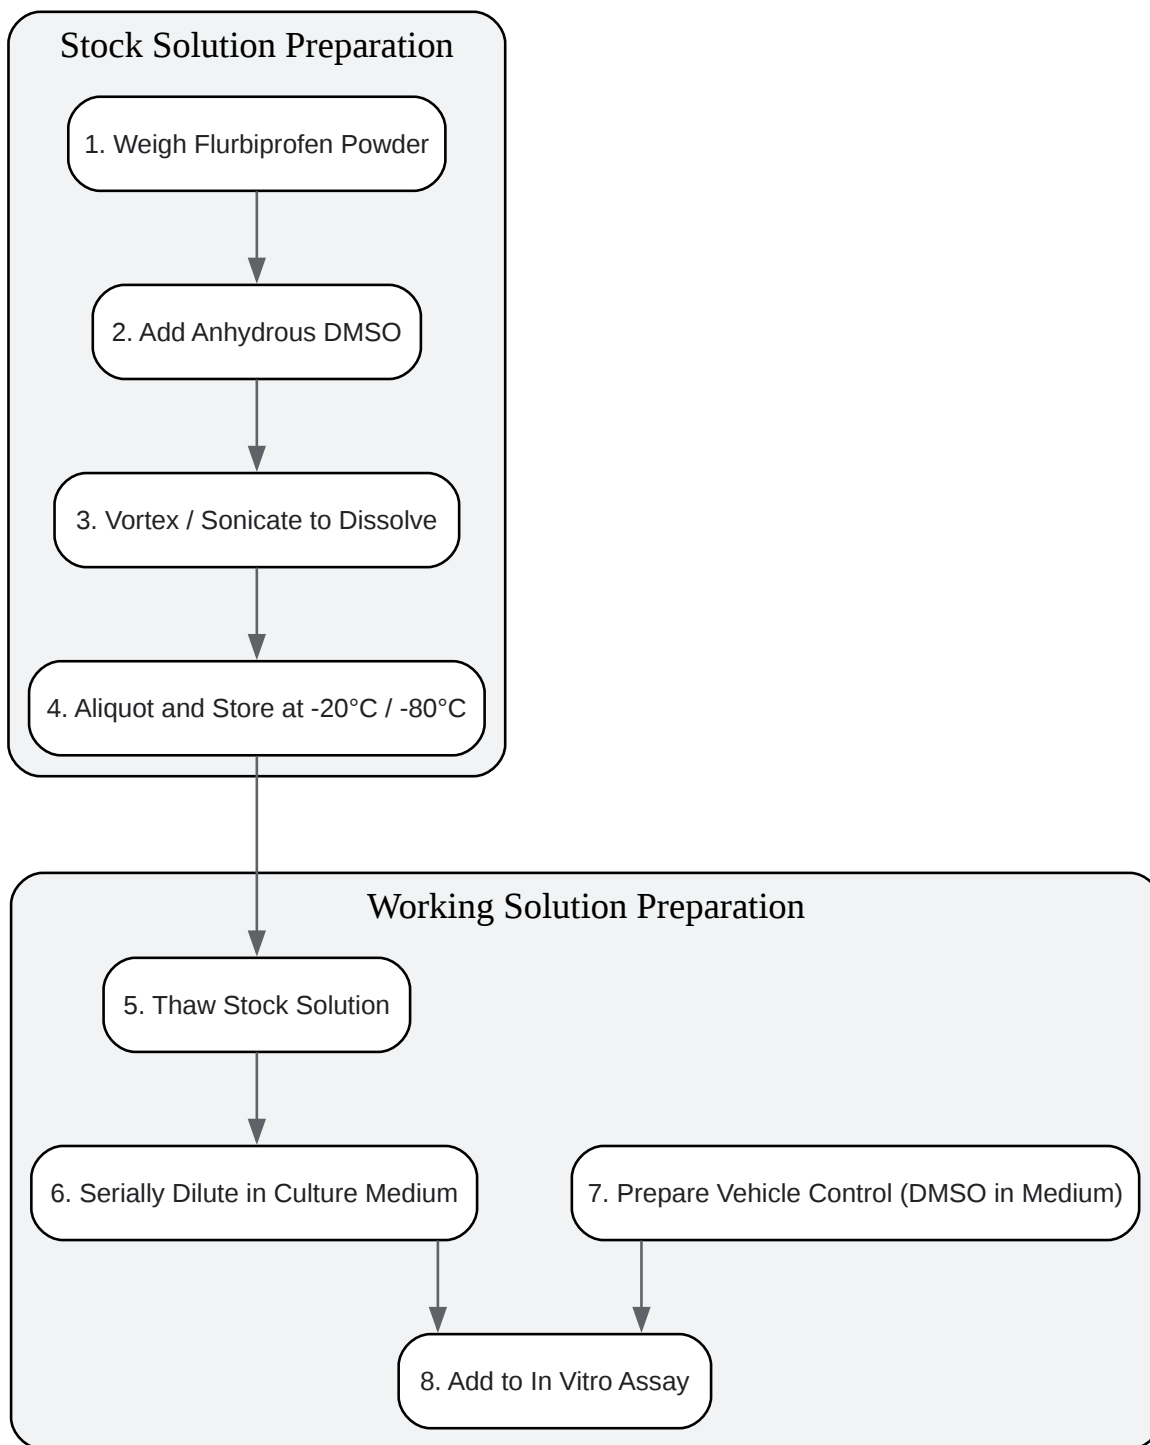 Stock Solution Preparation
1. Weigh Flurbiprofen Powder
2. Add Anhydrous DMSO
3. Vortex / Sonicate to Dissolve
4. Aliquot and Store at -20°C / -80°C
Working Solution Preparation
5. Thaw Stock Solution
6. Serially Dilute in Culture Medium
7. Prepare Vehicle Control (DMSO in Medium)
8. Add to In Vitro Assay